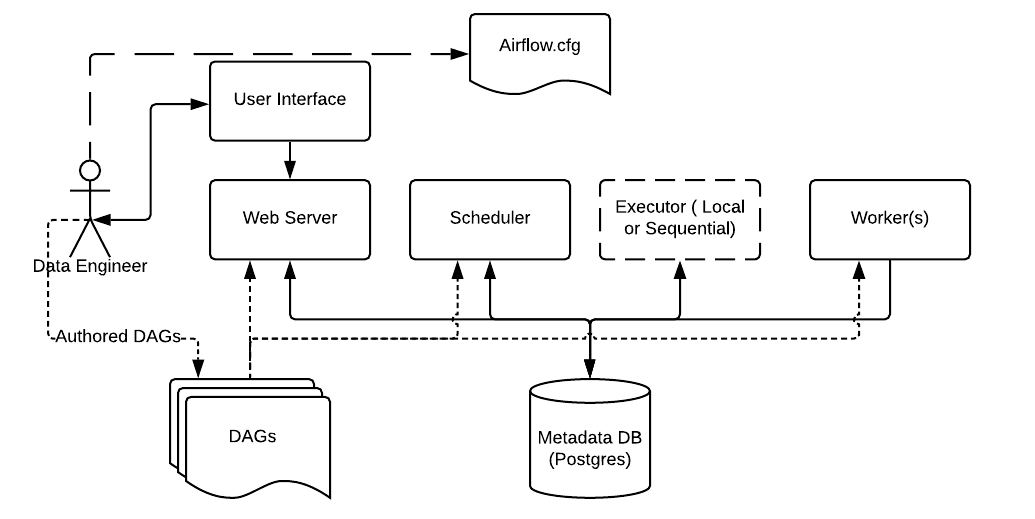 Airflow.cfg
User Interface
Web Server
Scheduler
Executor ( Local
or Sequential)
Worker(s)
Data Engineer
Authored DAGs
DAGs
Metadata DB
(Postgres)